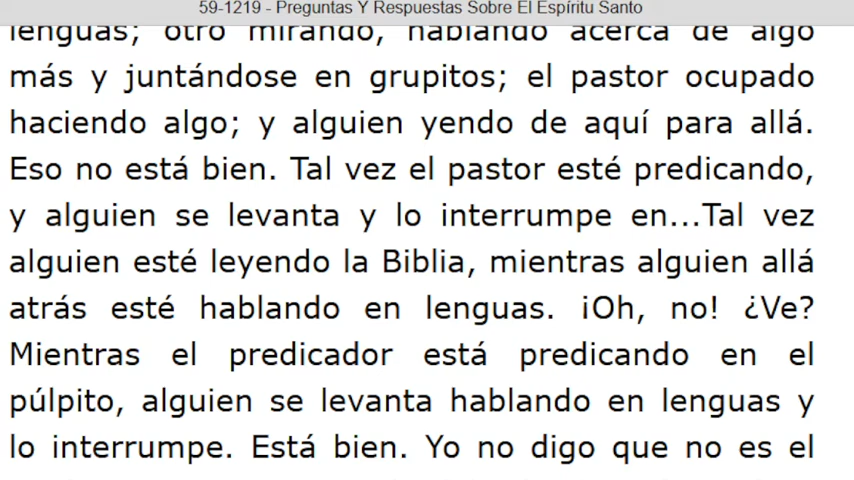 59-1219 - Preguntas Y Respuestas Sobre El Espíritu Santo
lenguas; otro mirando, hablando acerca de algo
más y juntándose en grupitos; el pastor ocupado
haciendo algo; y alguien yendo de aquí para allá.
Eso no está bien. Tal vez el pastor esté predicando,
y alguien se levanta y lo interrumpe en...Tal vez
alguien esté leyendo la Biblia, mientras alguien allá
atrás esté hablando en lenguas. ¡Oh, no! ¿Ve?
Mientras el predicador está predicando en el
púlpito, alguien se levanta hablando en lenguas y
lo interrumpe. Está bien. Yo no digo que no es el